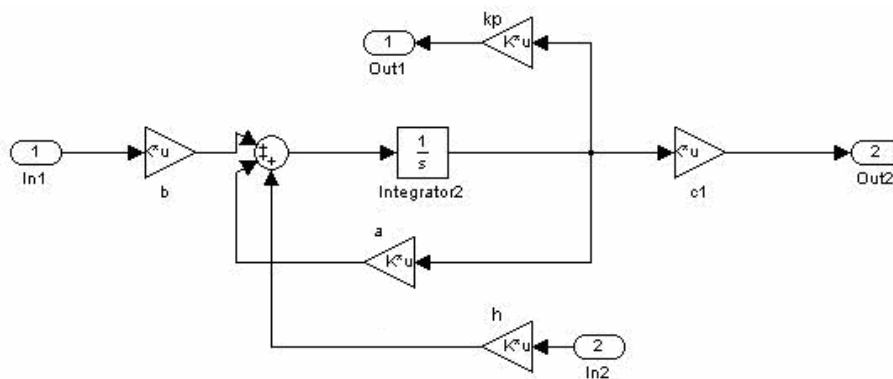 kp
1
K*u
Out1
1
In1
K*u
b
+
+
+
1
s
Integrator2
K*u
c1
2
Out2
a
K*u
h
K*u
2
In2